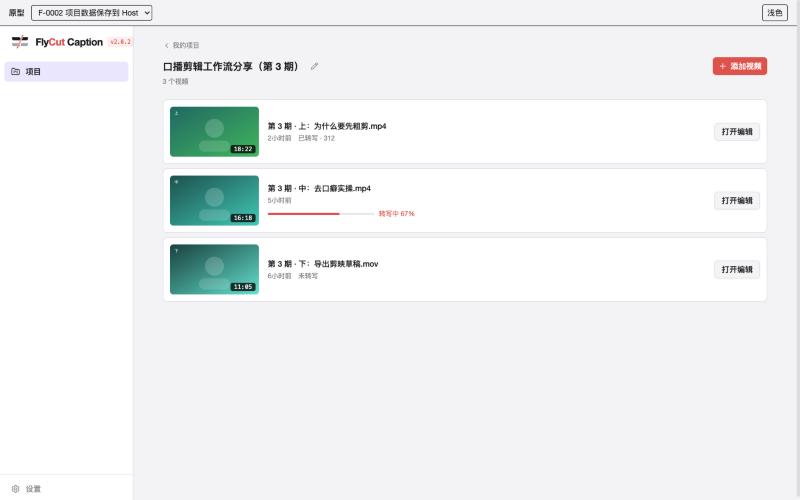 原型 F-0002 项目数据保存到 Host 浅色
FlyCut Caption v2.0.2
项目
我的项目
口播剪辑工作流分享（第 3 期）
添加视频
3 个视频
上
18:22
第 3 期 · 上：为什么要先粗剪.mp4
2小时前 已转写 · 312
打开编辑
中
16:18
第 3 期 · 中：去口癖实操.mp4
5小时前
转写中 67%
打开编辑
下
11:05
第 3 期 · 下：导出剪映草稿.mov
6小时前 未转写
打开编辑
设置